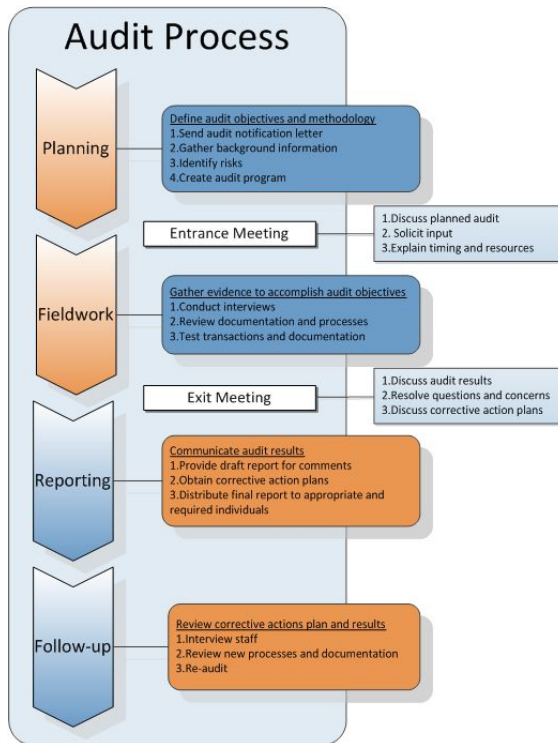 Audit Process
Planning
Define audit objectives and methodology
1.Send audit notification letter
2.Gather background information
3.Identify risks
4.Create audit program
Entrance Meeting
1.Discuss planned audit
2. Solicit input
3.Explain timing and resources
Fieldwork
Gather evidence to accomplish audit objectives
1.Conduct interviews
2.Review documentation and processes
3.Test transactions and documentation
Exit Meeting
1.Discuss audit results
2.Resolve questions and concerns
3.Discuss corrective action plans
Reporting
Communicate audit results
1.Provide draft report for comments
2.Obtain corrective action plans
3.Distribute final report to appropriate and
required individuals
Follow-up
Review corrective actions plan and results
1.Interview staff
2.Review new processes and documentation
3.Re-audit